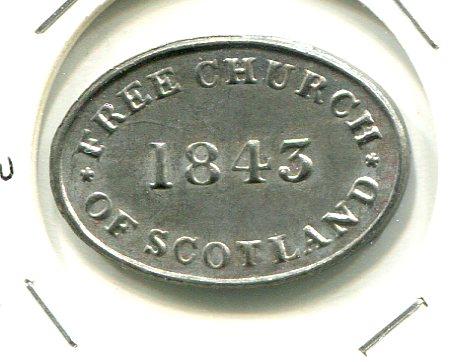 FREE CHURCH
1843
* OF SCOTLAND *